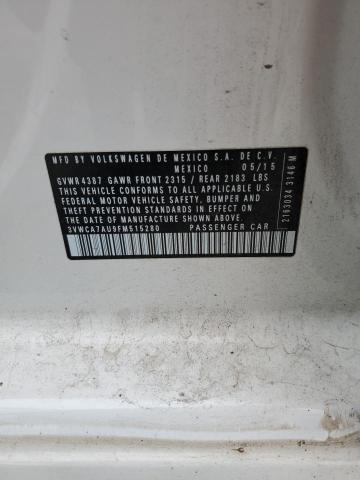 MFD BY VOLKSWAGEN DE MEXICO S.A. DE C.V.
MEXICO 05/15
GVWR 4387 GAWR FRONT 2315 / REAR 2183 LBS
THIS VEHICLE CONFORMS TO ALL APPLICABLE U.S.
FEDERAL MOTOR VEHICLE SAFETY, BUMPER, AND
THEFT PREVENTION STANDARDS IN EFFECT ON THE
DATE OF MANUFACTURE SHOWN ABOVE.
3VWCA7AU9FM515280 PASSENGER CAR
2163034 3146 M